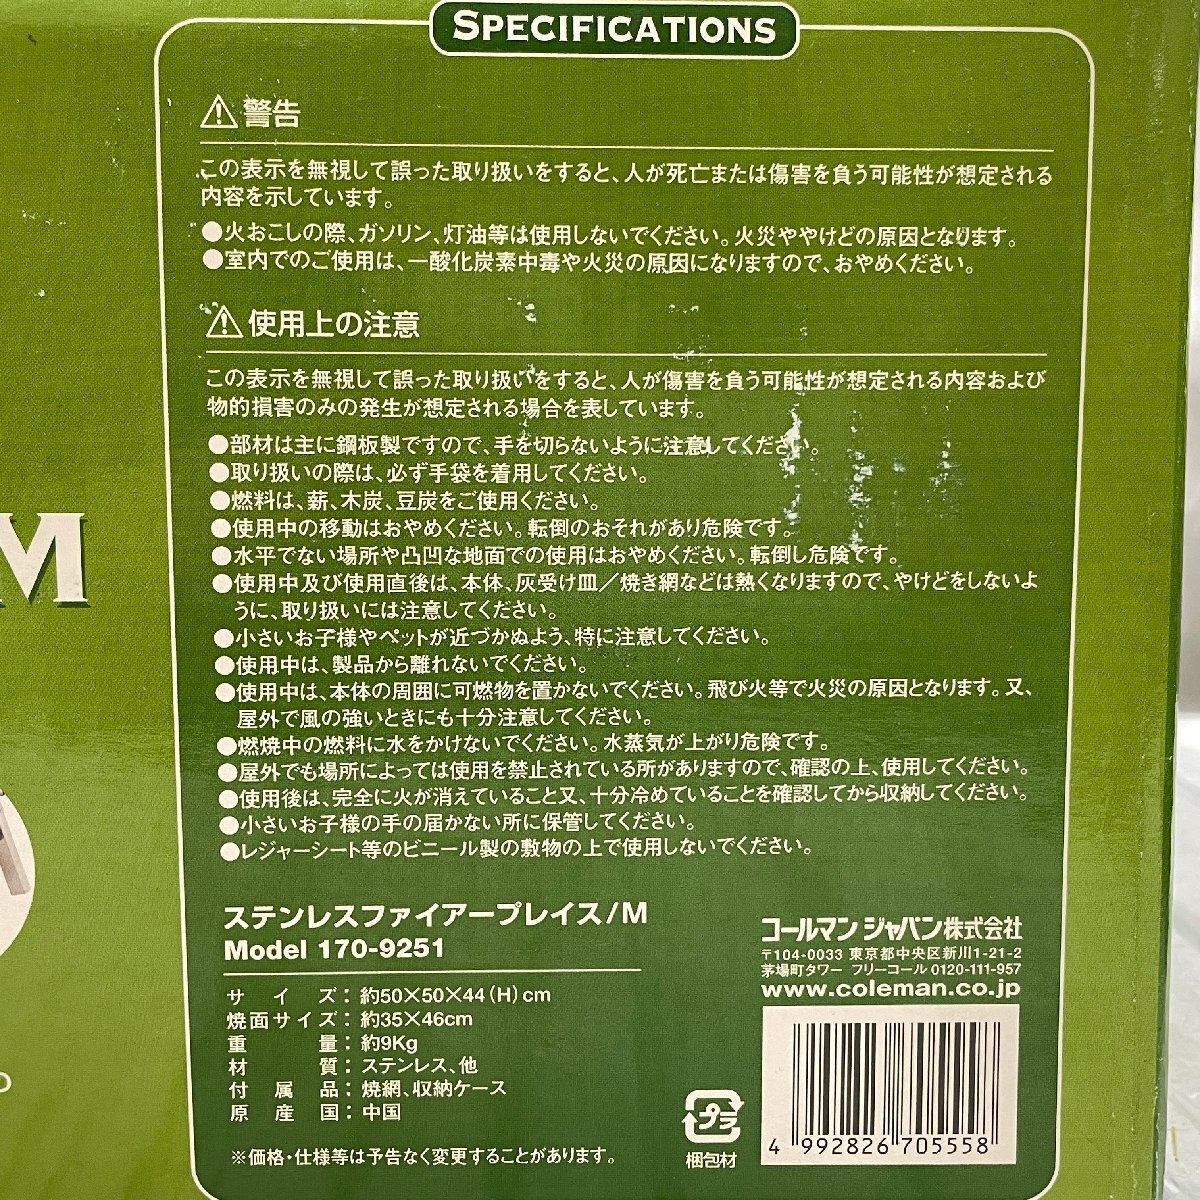 SPECIFICATIONS
⚠警告
この表示を無視して誤った取り扱いをすると、人が死亡または傷害を負う可能性が想定される
内容を示しています。
●火おこしの際、ガソリン、灯油等は使用しないでください。火災ややけどの原因となります。
●室内でのご使用は、一酸化炭素中毒や火災の原因になりますので、おやめください。
⚠使用上の注意
この表示を無視して誤った取り扱いをすると、人が傷害を負う可能性が想定される内容および
物的損害のみの発生が想定される場合を表しています。
●部材は主に鋼板製ですので、手を切らないように注意してください。
●取り扱いの際は、必ず手袋を着用してください。
●燃料は、薪、木炭、豆炭をご使用ください。
●使用中の移動はおやめください。転倒のおそれがあり危険です。
●水平でない場所や凸凹な地面での使用はおやめください。転倒し危険です。
●使用中及び使用直後は、本体、灰受け皿／焼き網などは熱くなりますので、やけどをしないよ
うに、取り扱いには注意してください。
●小さいお子様やペットが近づかぬよう、特に注意してください。
●使用中は、製品から離れないでください。
●使用中は、本体の周囲に可燃物を置かないでください。飛び火等で火災の原因となります。又、
屋外で風の強いときにも十分注意してください。
●燃焼中の燃料に水をかけないでください。水蒸気が上がり危険です。
●屋外でも場所によっては使用を禁止されている所がありますので、確認の上、使用してください。
●使用後は、完全に火が消えていること又、十分冷めていることを確認してから収納してください。
●小さいお子様の手の届かない所に保管してください。
●レジャーシート等のビニール製の敷物の上で使用しないでください。
M
ステンレスファイアープレイス/M
Model 170-9251
サイズ：約50×50×44(H)cm
焼面サイズ：約35×46cm
重量：約9Kg
材質：ステンレス、他
付属品：焼網、収納ケース
原産国：中国
※価格・仕様等は予告なく変更することがあります。
コールマン ジャパン株式会社
〒104-0033 東京都中央区新川1-21-2
茅場町タワー フリーコール 0120-111-957
www.coleman.co.jp
プラ
梱包材
4 992826 705558